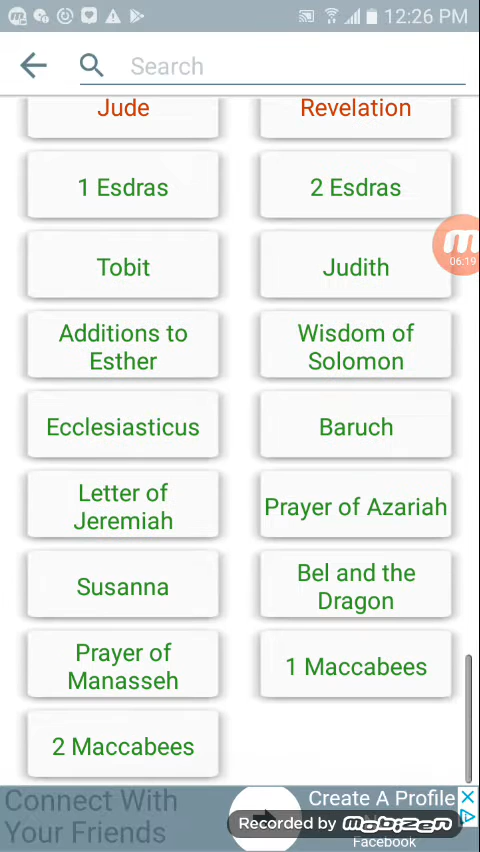 12:26 PM
Search
Jude
Revelation
1 Esdras
2 Esdras
06:19
Tobit
Judith
Additions to
Esther
Wisdom of
Solomon
Ecclesiasticus
Baruch
Letter of
Jeremiah
Prayer of Azariah
Susanna
Bel and the
Dragon
Prayer of
Manasseh
1 Maccabees
2 Maccabees
Connect With
Your Friends
Create A Profile
Recorded by mobizen
Facebook